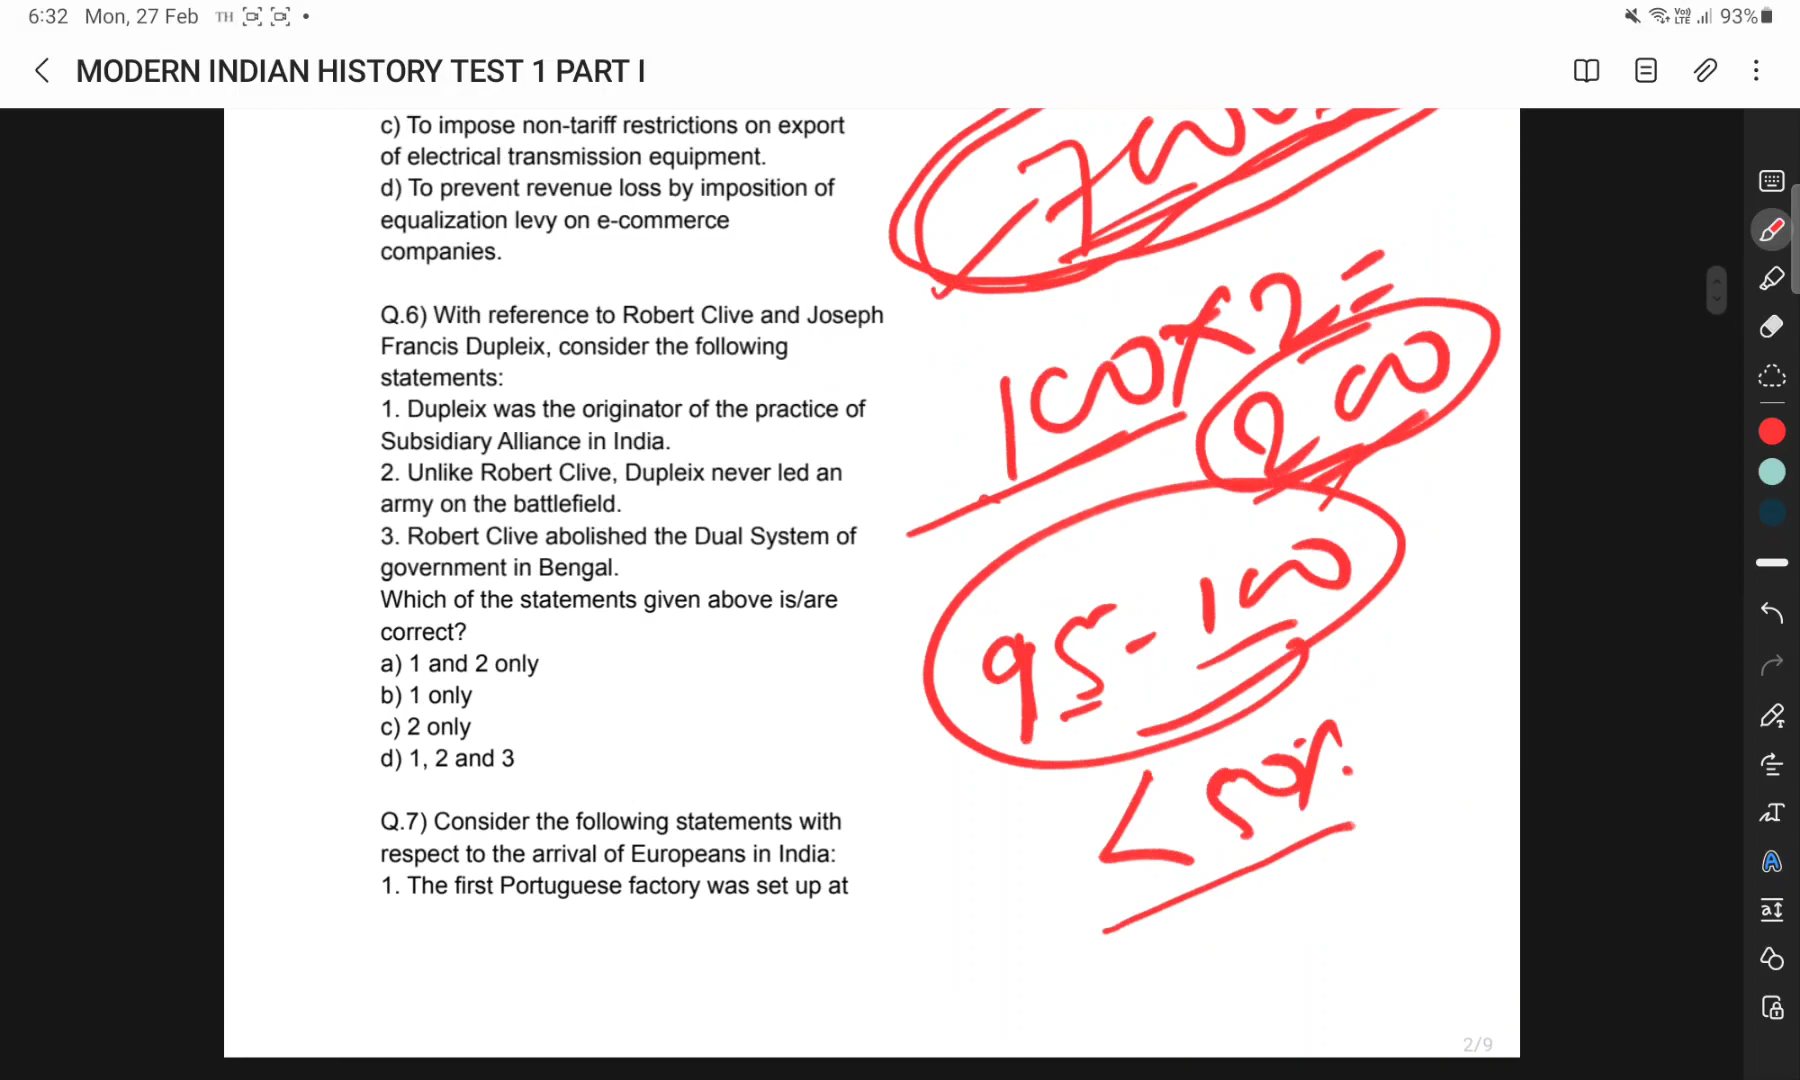 6:32 Mon, 27 Feb TH
Vo) LTE 93%
MODERN INDIAN HISTORY TEST 1 PART I
c) To impose non-tariff restrictions on export
of electrical transmission equipment.
d) To prevent revenue loss by imposition of
equalization levy on e-commerce
companies.
Q.6) With reference to Robert Clive and Joseph
Francis Dupleix, consider the following
statements:
1. Dupleix was the originator of the practice of
Subsidiary Alliance in India.
2. Unlike Robert Clive, Dupleix never led an
army on the battlefield.
3. Robert Clive abolished the Dual System of
government in Bengal.
Which of the statements given above is/are
correct?
a) 1 and 2 only
b) 1 only
c) 2 only
d) 1, 2 and 3
Q.7) Consider the following statements with
respect to the arrival of Europeans in India:
1. The first Portuguese factory was set up at
100×2=
200
95-100
2/9